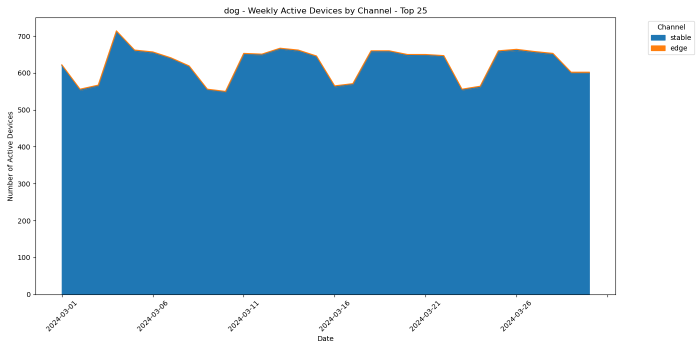 dog - Weekly Active Devices by Channel - Top 25
Channel
stable
edge
Number of Active Devices
700
600
500
400
300
200
100
0
2024-03-01
2024-03-06
2024-03-11
2024-03-16
2024-03-21
2024-03-26
Date